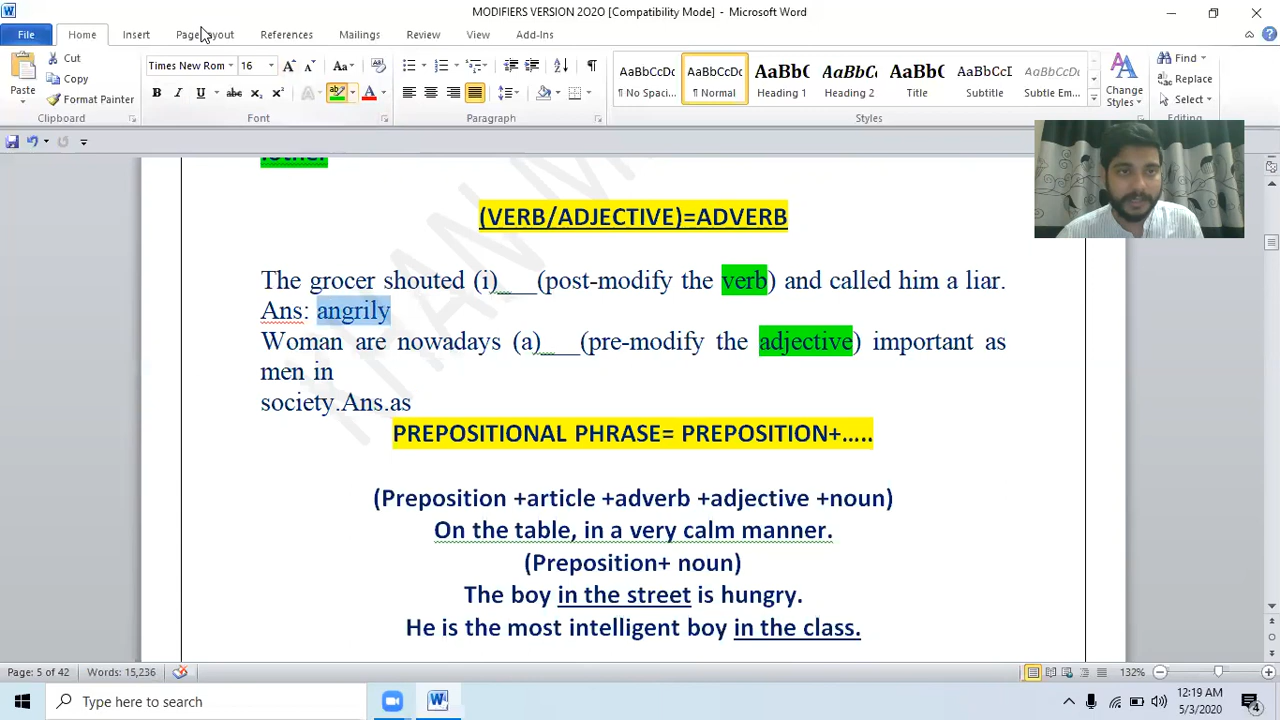 MODIFIERS VERSION 2O2O [Compatibility Mode] - Microsoft Word
File Home Insert Page Layout References Mailings Review View Add-Ins
Paste Cut Copy Format Painter
Times New Rom 16
AaBbCcDc AaBbCcDc AaBbC AaBbCc AaBbC AaBbCcD AaBbCcDc
¶ No Spaci... ¶ Normal Heading 1 Heading 2 Title Subtitle Subtle Em...
Change Styles
Find
Replace
Select
Clipboard Font Paragraph Styles Editing
(VERB/ADJECTIVE)=ADVERB
The grocer shouted (i)___(post-modify the verb) and called him a liar.
Ans: angrily
Woman are nowadays (a)___(pre-modify the adjective) important as
men in
society.Ans.as
PREPOSITIONAL PHRASE= PREPOSITION+…..
(Preposition +article +adverb +adjective +noun)
On the table, in a very calm manner.
(Preposition+ noun)
The boy in the street is hungry.
He is the most intelligent boy in the class.
Page: 5 of 42 Words: 15,236 132%
Type here to search
12:19 AM
5/3/2020
4